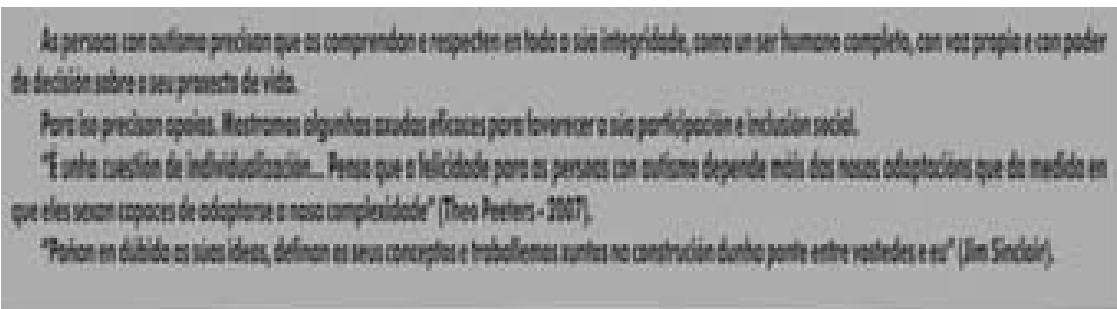 As persoas con autismo precisan que as comprendan e respecten en toda a súa integridade, como un ser humano completo, con voz propia e con poder
de decisión sobre o seu proxecto de vida.
Para iso precisan apoios. Mostramos algunhas axudas eficaces para favorecer a súa participación e inclusión social.
"É unha cuestión de individualización... Penso que a felicidade para as persoas con autismo depende máis das nosas adaptacións que da medida en
que eles sexan capaces de adaptarse a nosa complexidade" (Theo Peeters - 2007).
"Poñan en dúbida as súas ideas, definan os seus conceptos e traballemos xuntos na construción dunha ponte entre vostedes e eu" (Jim Sinclair).